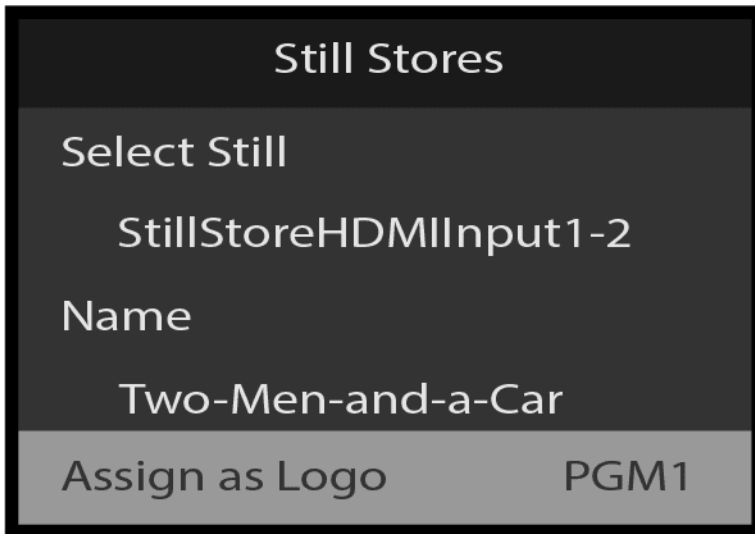 Still Stores
Select Still
StillStoreHDMIInput1-2
Name
Two-Men-and-a-Car
Assign as Logo PGM1